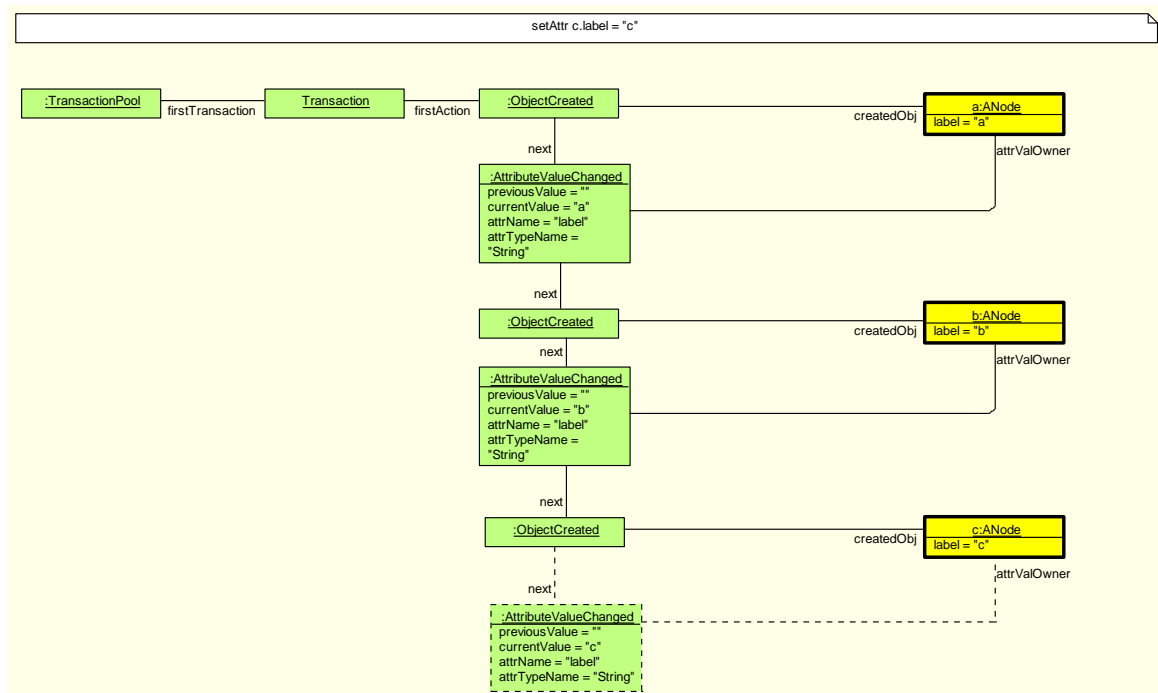 setAttr c.label = "c"
:TransactionPool
firstTransaction
Transaction
firstAction
:ObjectCreated
createdObj
a:ANode
label = "a"
attrValOwner
next
:AttributeValueChanged
previousValue = ""
currentValue = "a"
attrName = "label"
attrTypeName =
"String"
next
:ObjectCreated
createdObj
b:ANode
label = "b"
attrValOwner
next
:AttributeValueChanged
previousValue = ""
currentValue = "b"
attrName = "label"
attrTypeName =
"String"
next
:ObjectCreated
createdObj
c:ANode
label = "c"
attrValOwner
next
:AttributeValueChanged
previousValue = ""
currentValue = "c"
attrName = "label"
attrTypeName = "String"